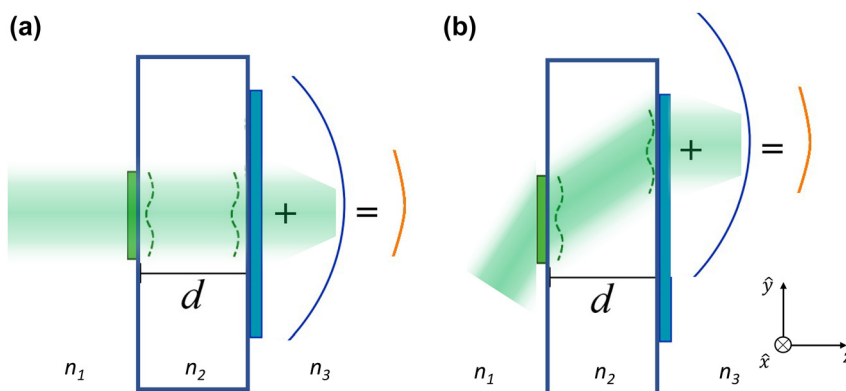 (a)
+
=
d
n1
n2
n3
(b)
+
=
d
n1
n2
n3
ŷ
x̂
ẑ